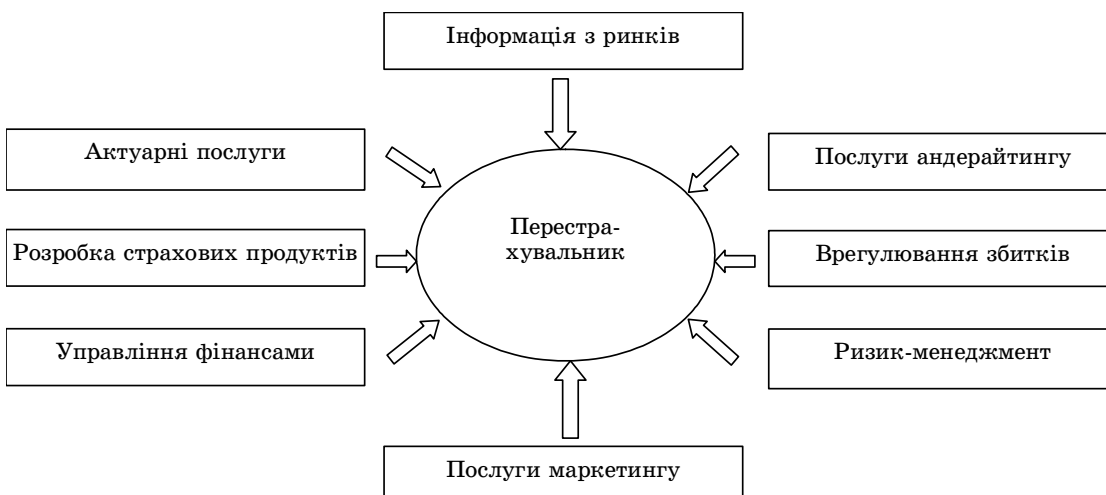 Інформація з ринків
Актуарні послуги
Послуги андерайтингу
Перестра-
хувальник
Розробка страхових продуктів
Врегулювання збитків
Управління фінансами
Ризик-менеджмент
Послуги маркетингу